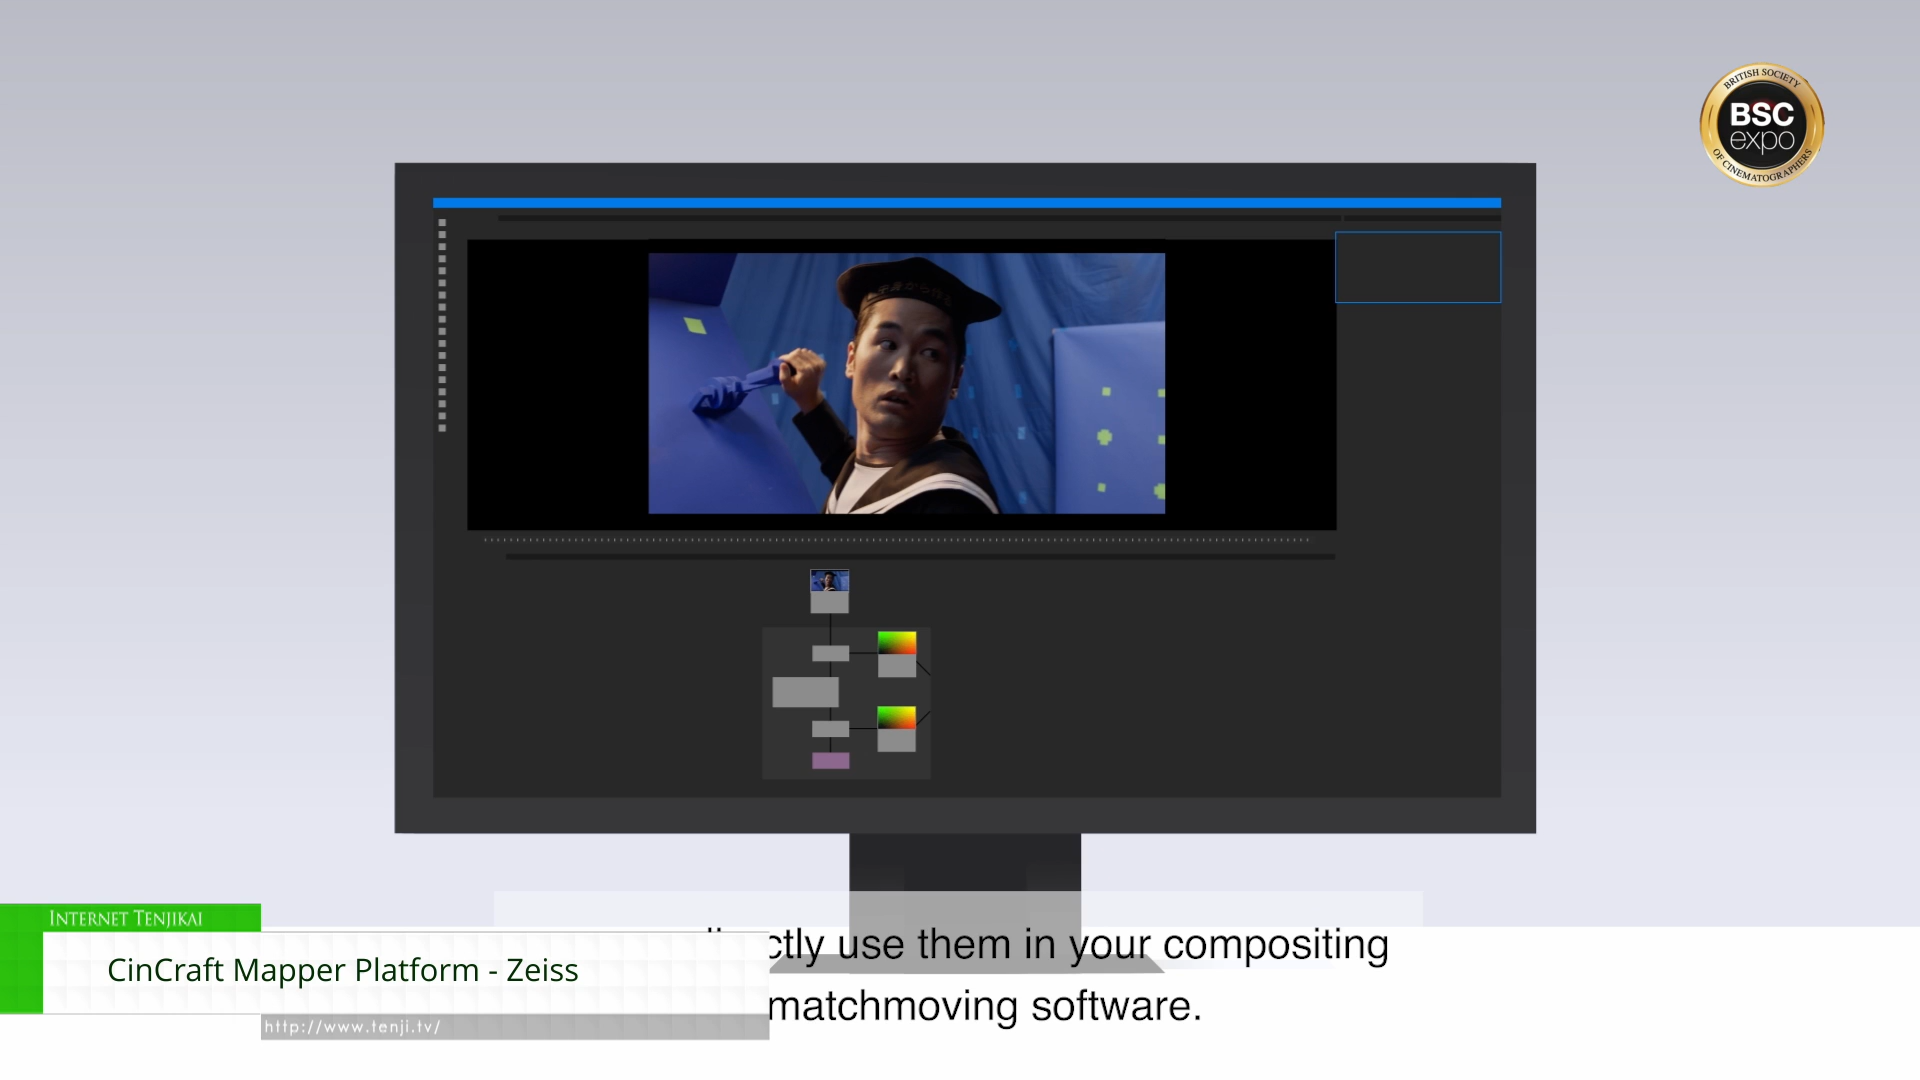 BRITISH SOCIETY
BSC
expo
OF CINEMATOGRAPHERS
INTERNET TENJIKAI
CinCraft Mapper Platform - Zeiss
http://www.tenji.tv/
use them in your compositing
matchmoving software.